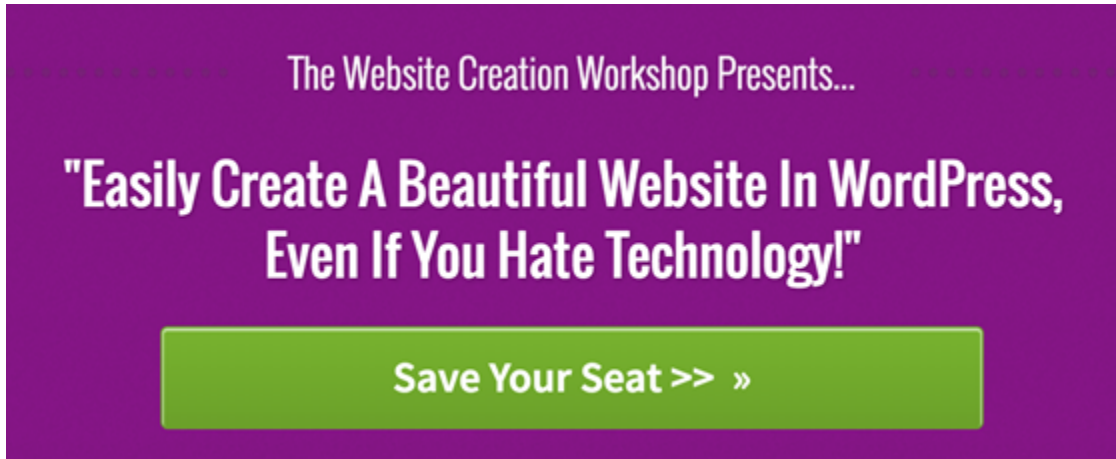 The Website Creation Workshop Presents...
"Easily Create A Beautiful Website In WordPress,
Even If You Hate Technology!"
Save Your Seat >> »